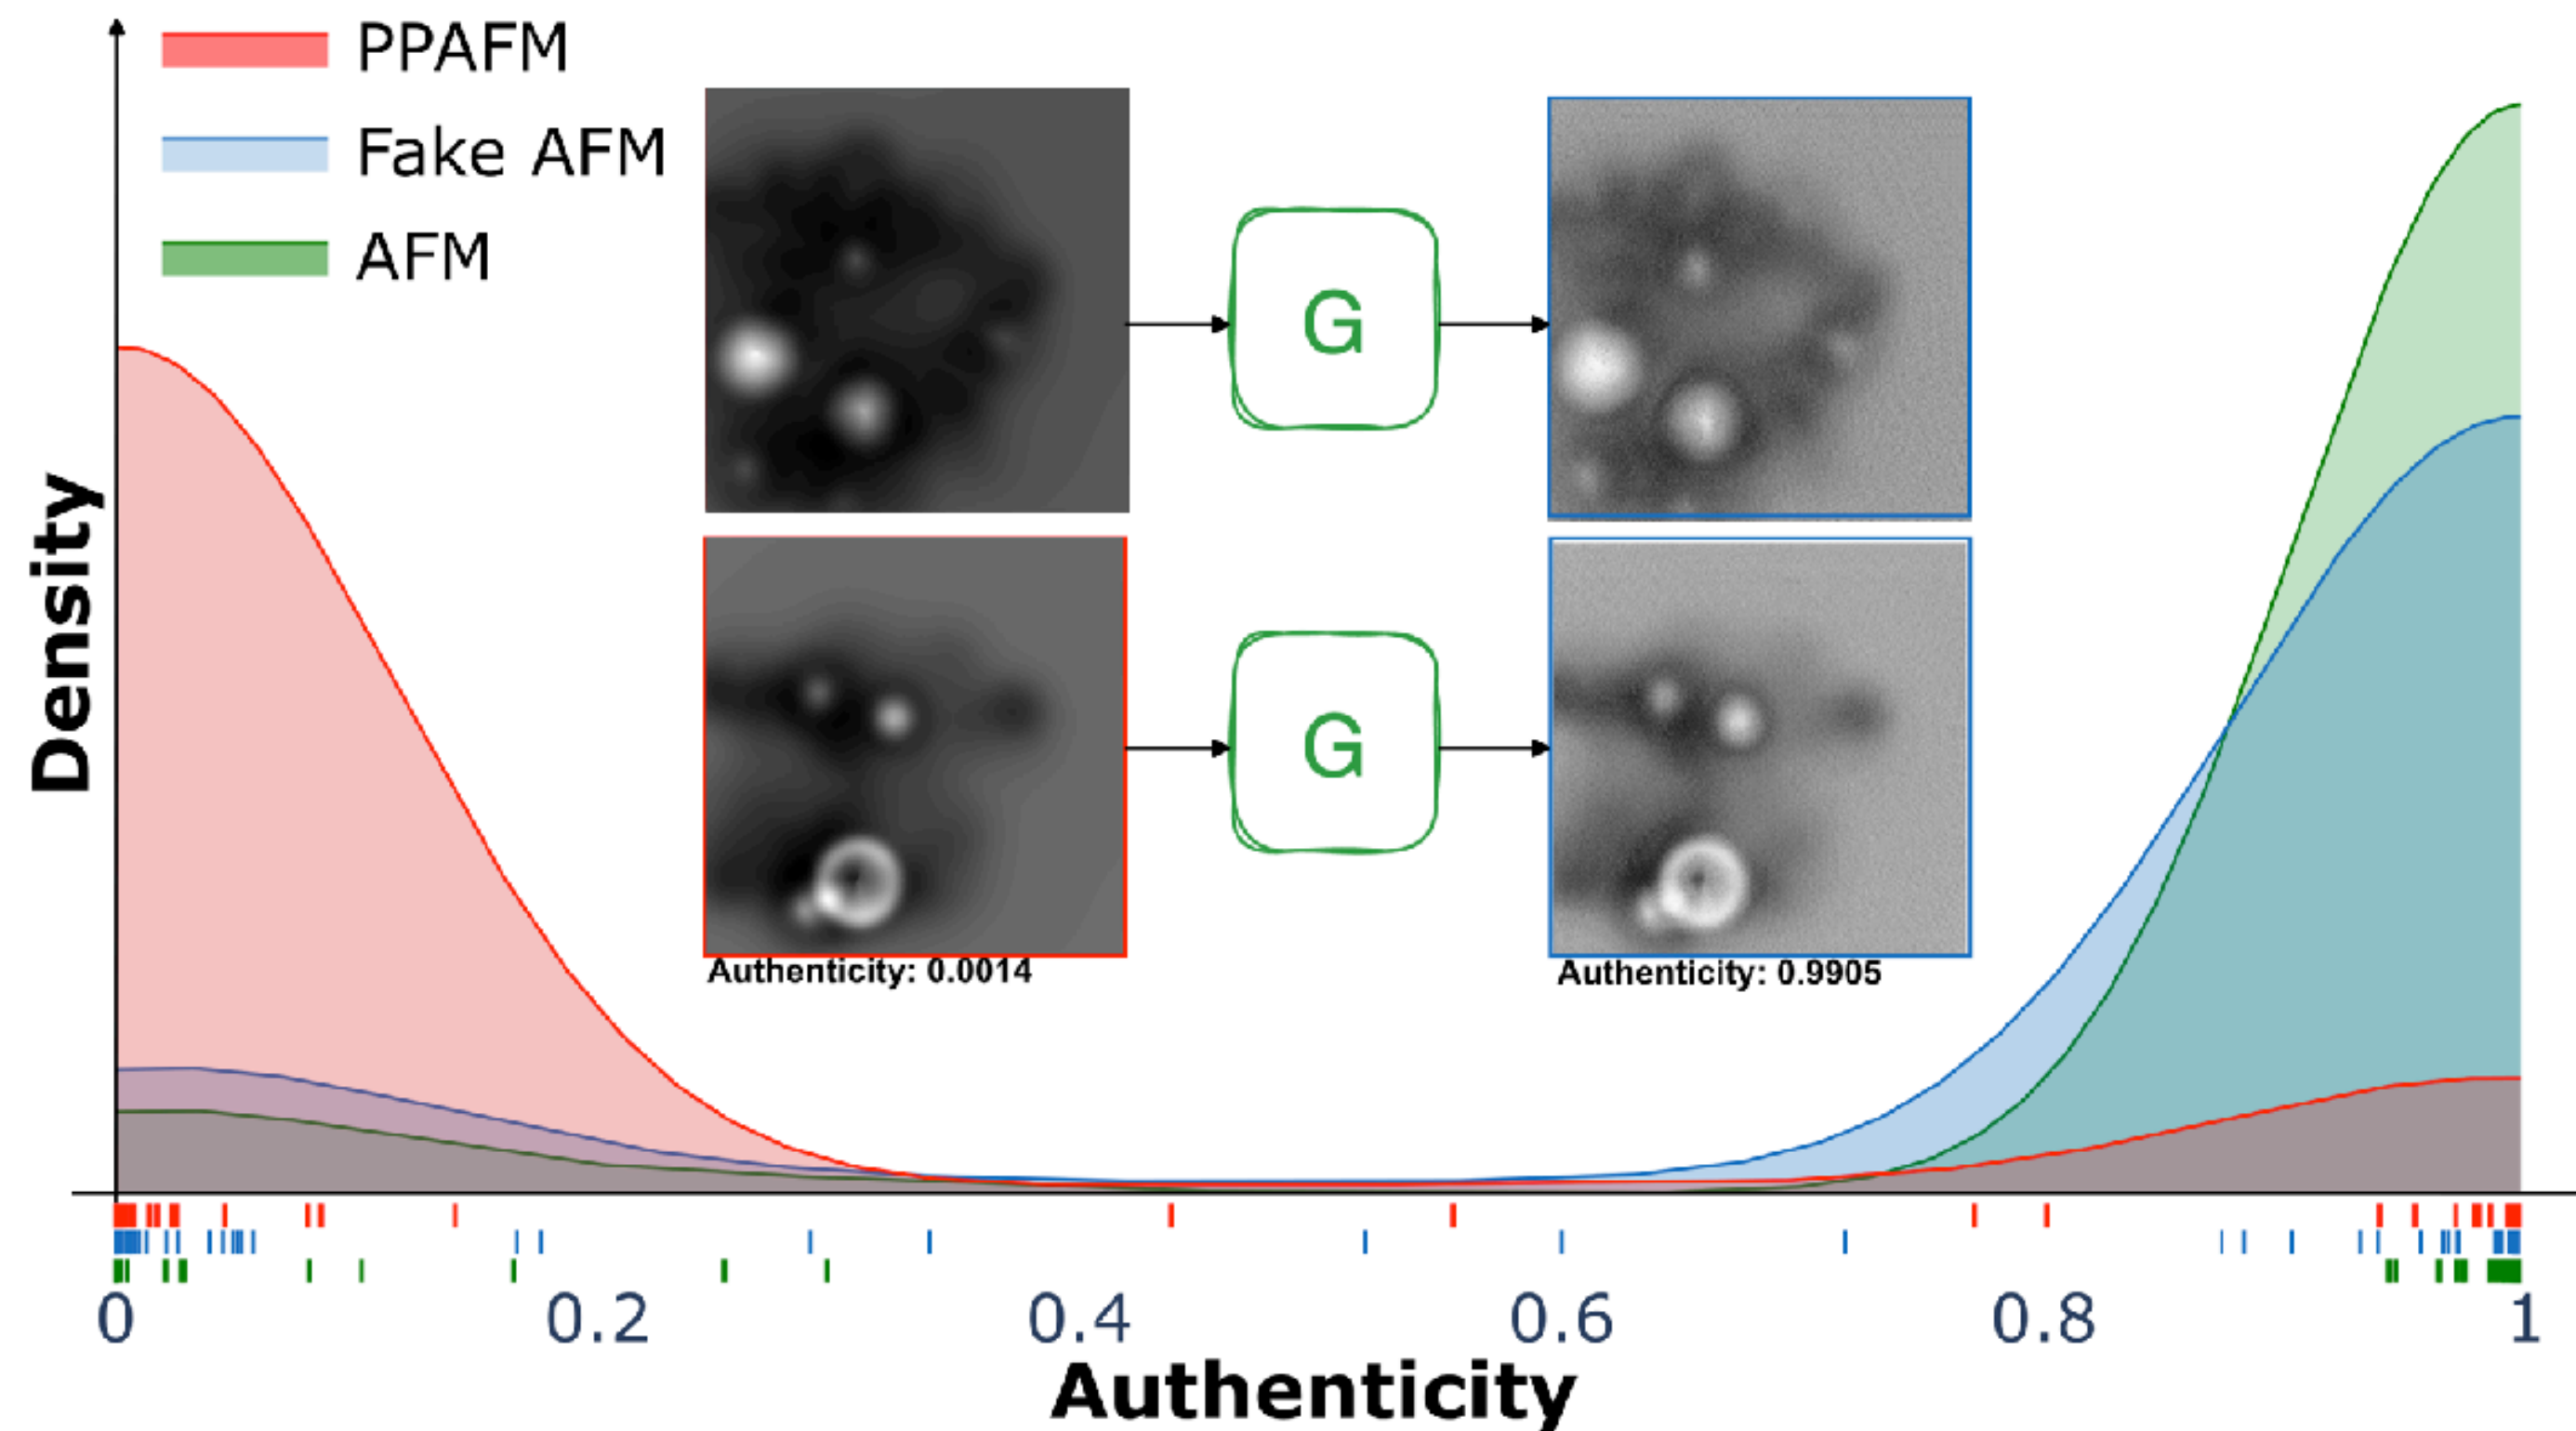 PPAFM
Fake AFM
AFM
G
G
Density
Authenticity: 0.0014
Authenticity: 0.9905
0 0.2 0.4 0.6 0.8 1
Authenticity